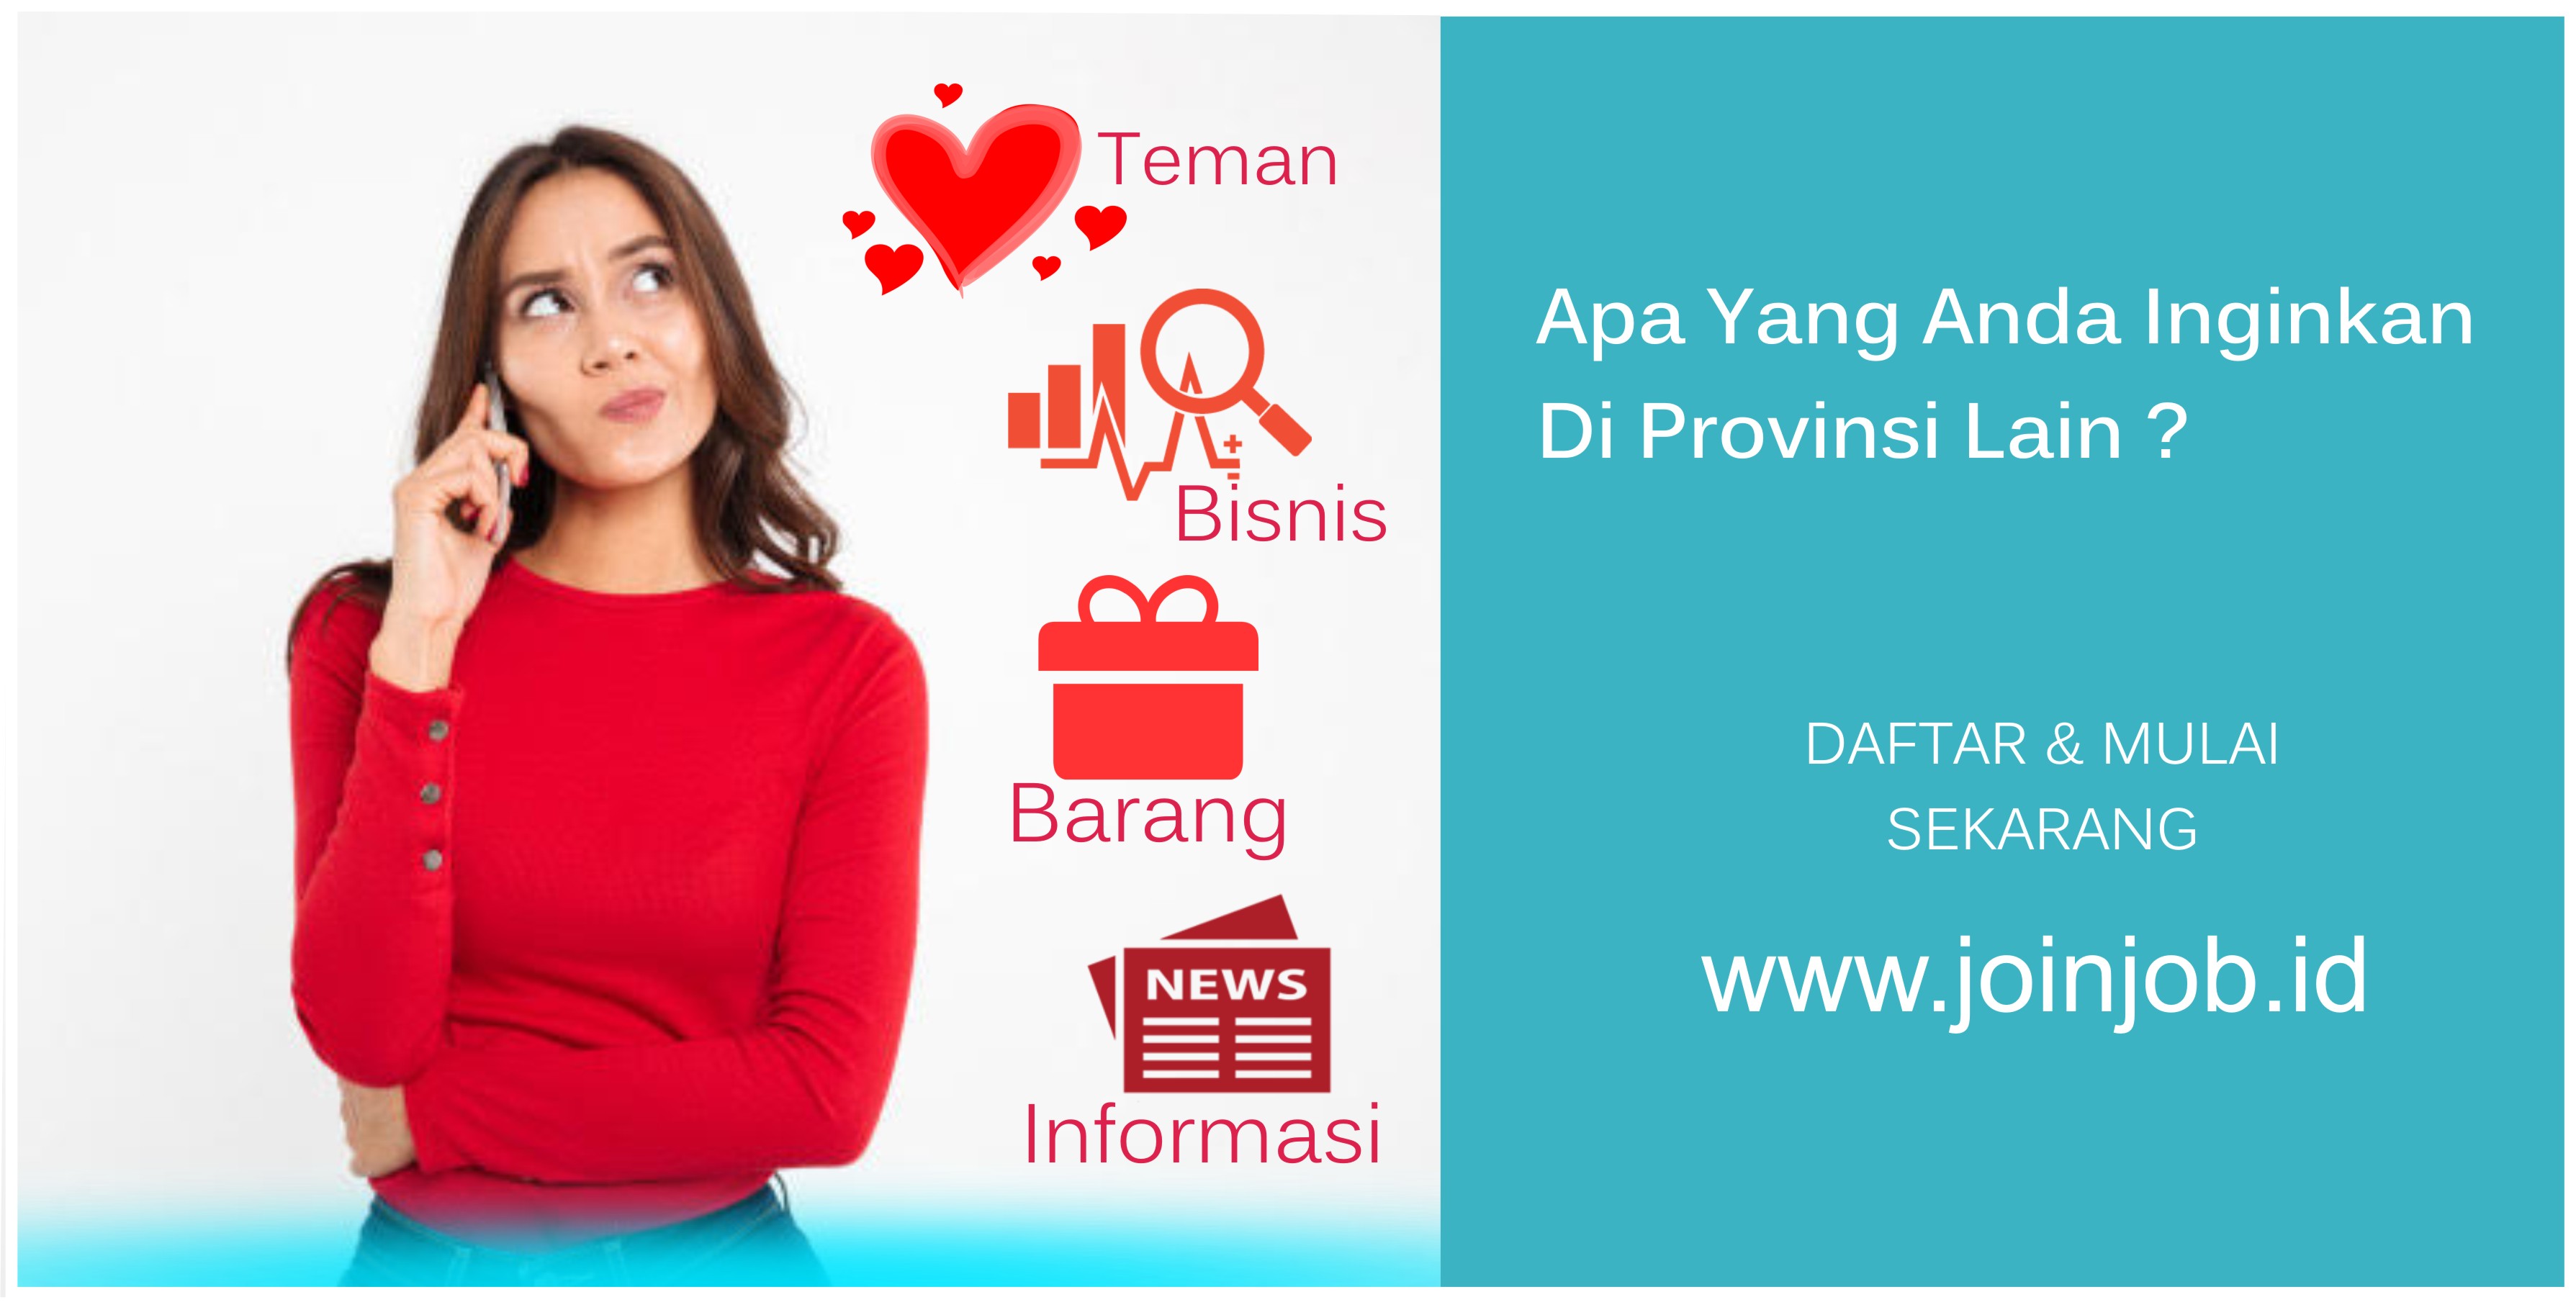 Teman
Bisnis
Barang
NEWS
Informasi
Apa Yang Anda Inginkan
Di Provinsi Lain ?
DAFTAR & MULAI
SEKARANG
www.joinjob.id